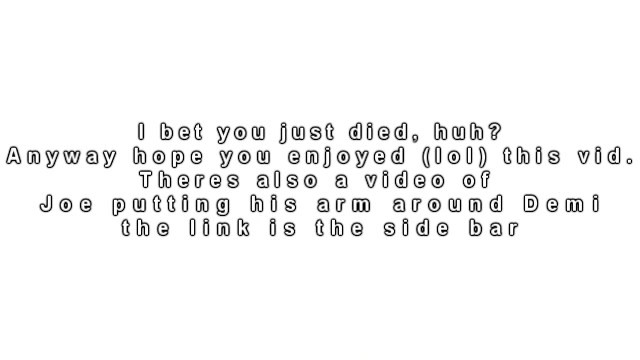 I bet you just died, huh?
Anyway hope you enjoyed (lol) this vid.
Theres also a video of
Joe putting his arm around Demi
the link is the side bar